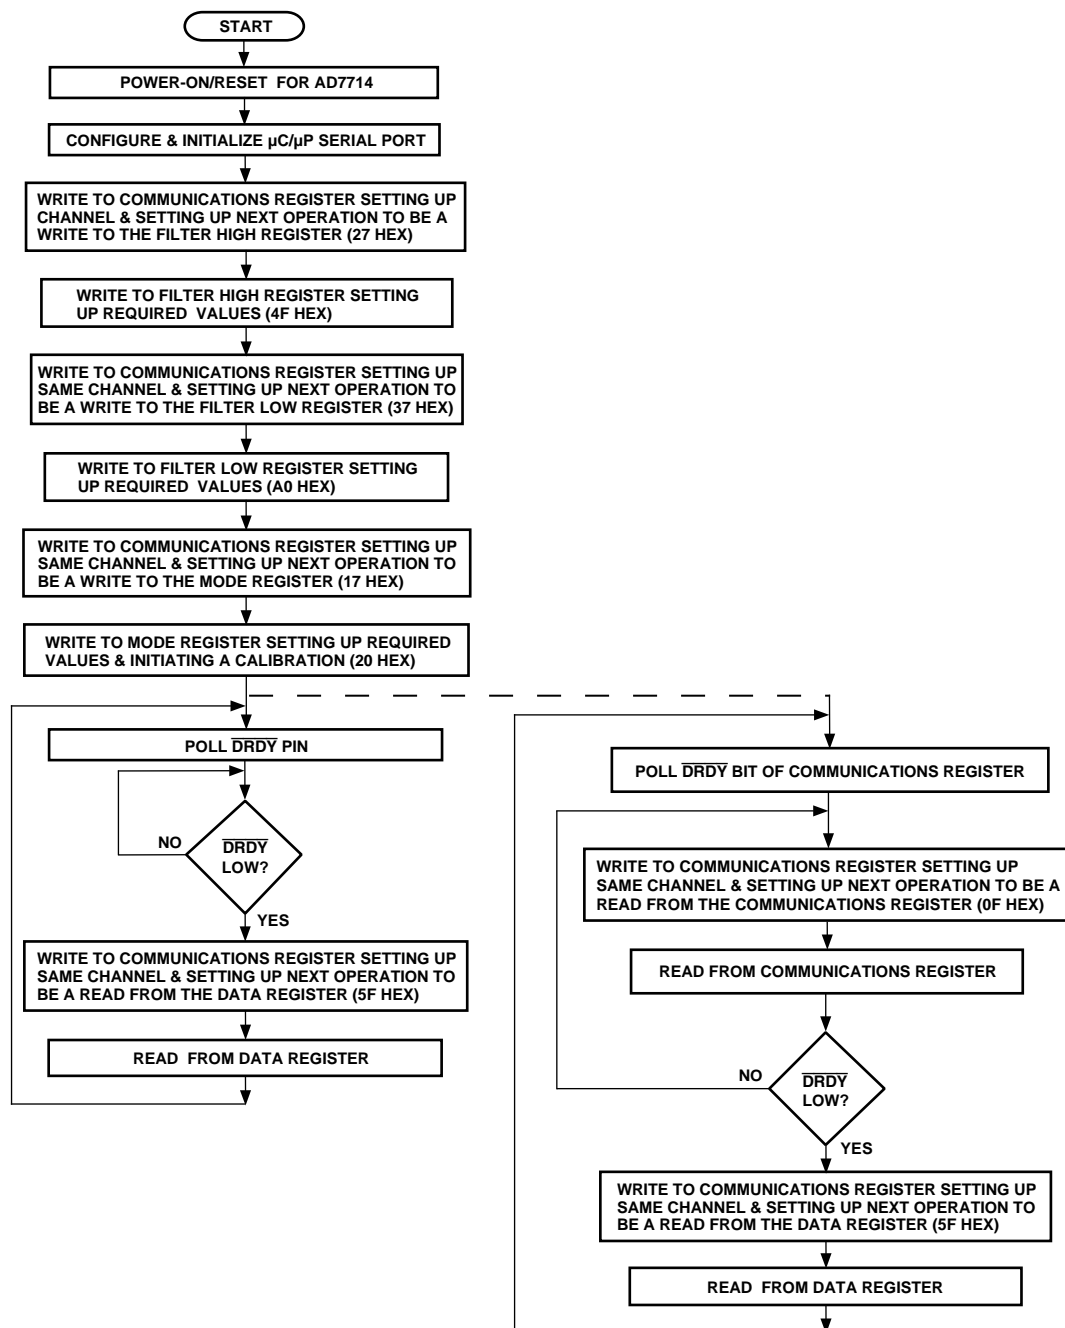 START
POWER-ON/RESET FOR AD7714
CONFIGURE & INITIALIZE µC/µP SERIAL PORT
WRITE TO COMMUNICATIONS REGISTER SETTING UP
CHANNEL & SETTING UP NEXT OPERATION TO BE A
WRITE TO THE FILTER HIGH REGISTER (27 HEX)
WRITE TO FILTER HIGH REGISTER SETTING
UP REQUIRED VALUES (4F HEX)
WRITE TO COMMUNICATIONS REGISTER SETTING UP
SAME CHANNEL & SETTING UP NEXT OPERATION TO
BE A WRITE TO THE FILTER LOW REGISTER (37 HEX)
WRITE TO FILTER LOW REGISTER SETTING
UP REQUIRED VALUES (A0 HEX)
WRITE TO COMMUNICATIONS REGISTER SETTING UP
SAME CHANNEL & SETTING UP NEXT OPERATION TO
BE A WRITE TO THE MODE REGISTER (17 HEX)
WRITE TO MODE REGISTER SETTING UP REQUIRED
VALUES & INITIATING A CALIBRATION (20 HEX)
POLL DRDY PIN
NO
DRDY
LOW?
YES
WRITE TO COMMUNICATIONS REGISTER SETTING UP
SAME CHANNEL & SETTING UP NEXT OPERATION TO
BE A READ FROM THE DATA REGISTER (5F HEX)
READ FROM DATA REGISTER
POLL DRDY BIT OF COMMUNICATIONS REGISTER
WRITE TO COMMUNICATIONS REGISTER SETTING UP
SAME CHANNEL & SETTING UP NEXT OPERATION TO BE A
READ FROM THE COMMUNICATIONS REGISTER (0F HEX)
READ FROM COMMUNICATIONS REGISTER
NO
DRDY
LOW?
YES
WRITE TO COMMUNICATIONS REGISTER SETTING UP
SAME CHANNEL & SETTING UP NEXT OPERATION TO
BE A READ FROM THE DATA REGISTER (5F HEX)
READ FROM DATA REGISTER